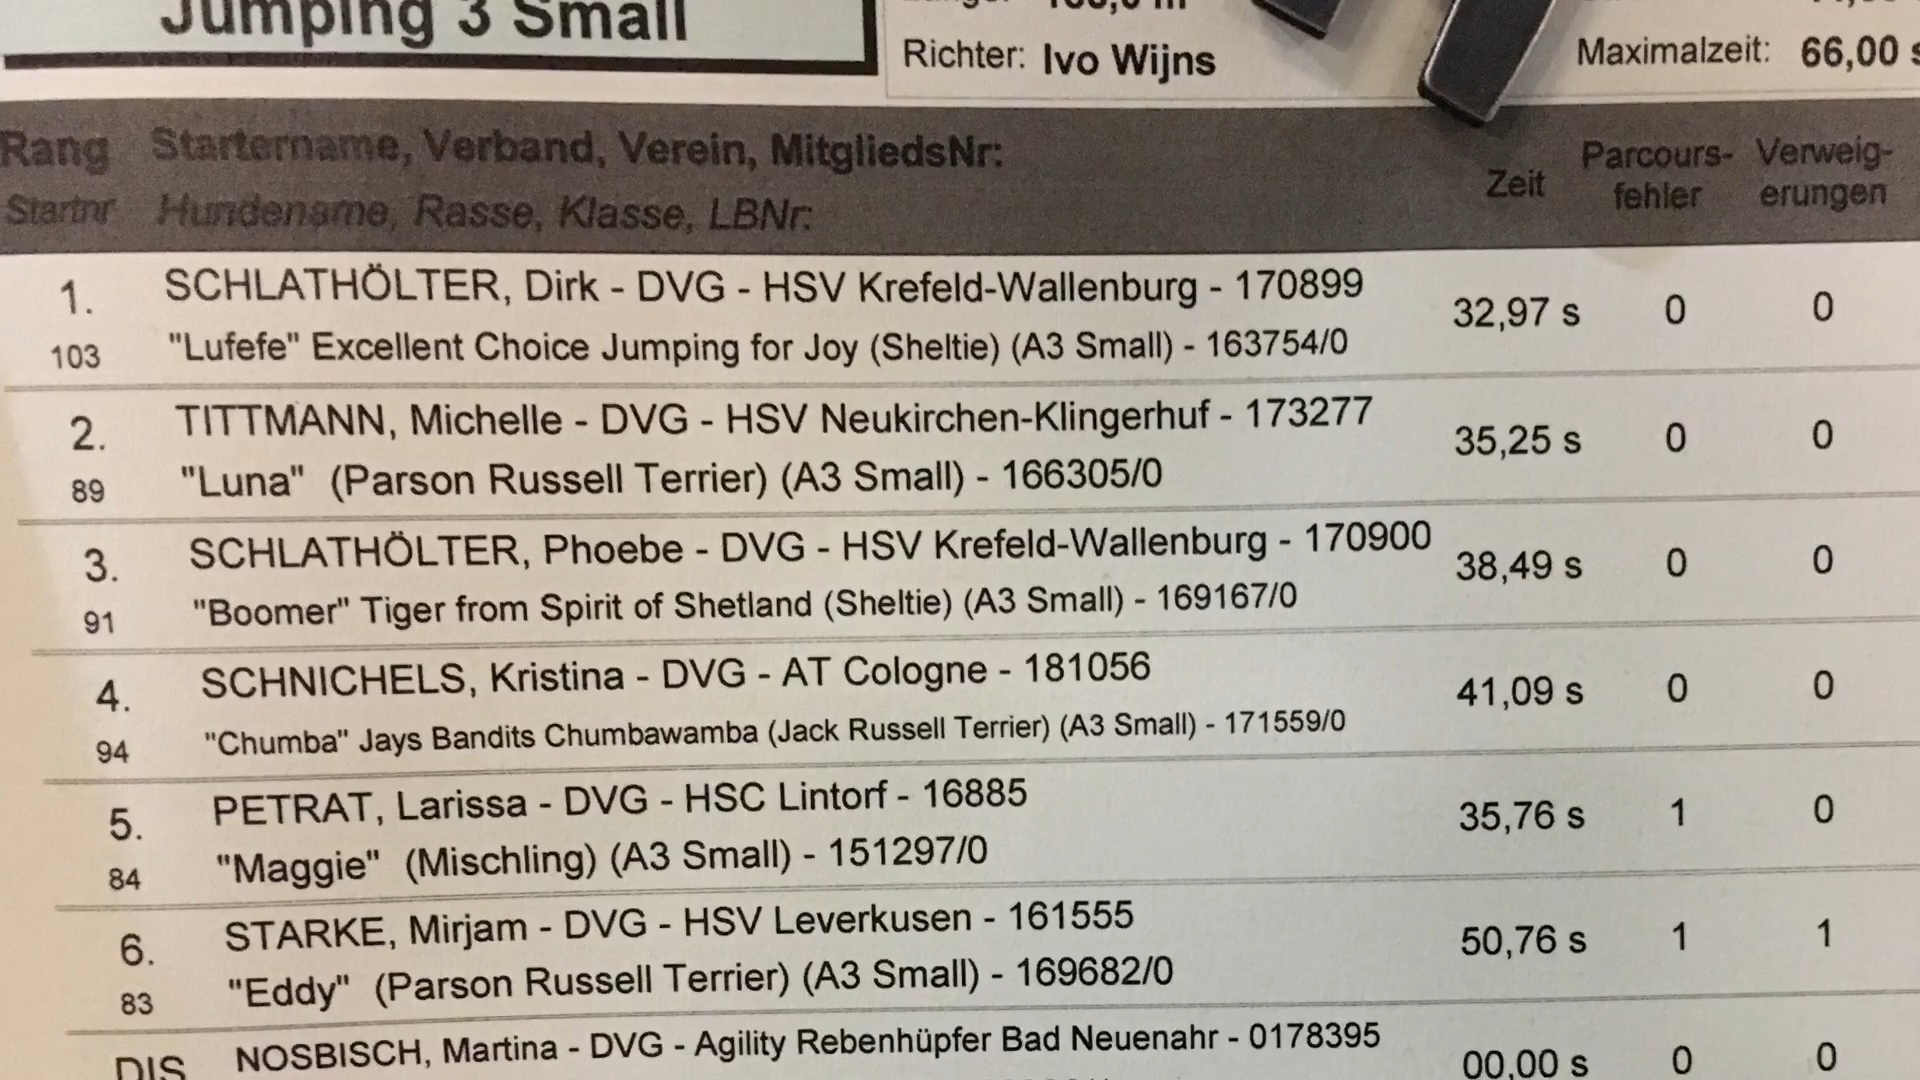 Jumping 3 Small
Richter: Ivo Wijns
Maximalzeit: 66,00 s
Rang Startername, Verband, Verein, MitgliedsNr:
Startnr Hundename, Rasse, Klasse, LBNr:
Zeit
Parcours-
fehler
Verweig-
erungen
1. SCHLATHÖLTER, Dirk - DVG - HSV Krefeld-Wallenburg - 170899
32,97 s 0 0
103 "Lufefe" Excellent Choice Jumping for Joy (Sheltie) (A3 Small) - 163754/0
2. TITTMANN, Michelle - DVG - HSV Neukirchen-Klingerhuf - 173277
35,25 s 0 0
89 "Luna" (Parson Russell Terrier) (A3 Small) - 166305/0
3. SCHLATHÖLTER, Phoebe - DVG - HSV Krefeld-Wallenburg - 170900
38,49 s 0 0
91 "Boomer" Tiger from Spirit of Shetland (Sheltie) (A3 Small) - 169167/0
4. SCHNICHELS, Kristina - DVG - AT Cologne - 181056
41,09 s 0 0
94 "Chumba" Jays Bandits Chumbawamba (Jack Russell Terrier) (A3 Small) - 171559/0
5. PETRAT, Larissa - DVG - HSC Lintorf - 16885
35,76 s 1 0
84 "Maggie" (Mischling) (A3 Small) - 151297/0
6. STARKE, Mirjam - DVG - HSV Leverkusen - 161555
50,76 s 1 1
83 "Eddy" (Parson Russell Terrier) (A3 Small) - 169682/0
DIS NOSBISCH, Martina - DVG - Agility Rebenhüpfer Bad Neuenahr - 0178395
00,00 s 0 0